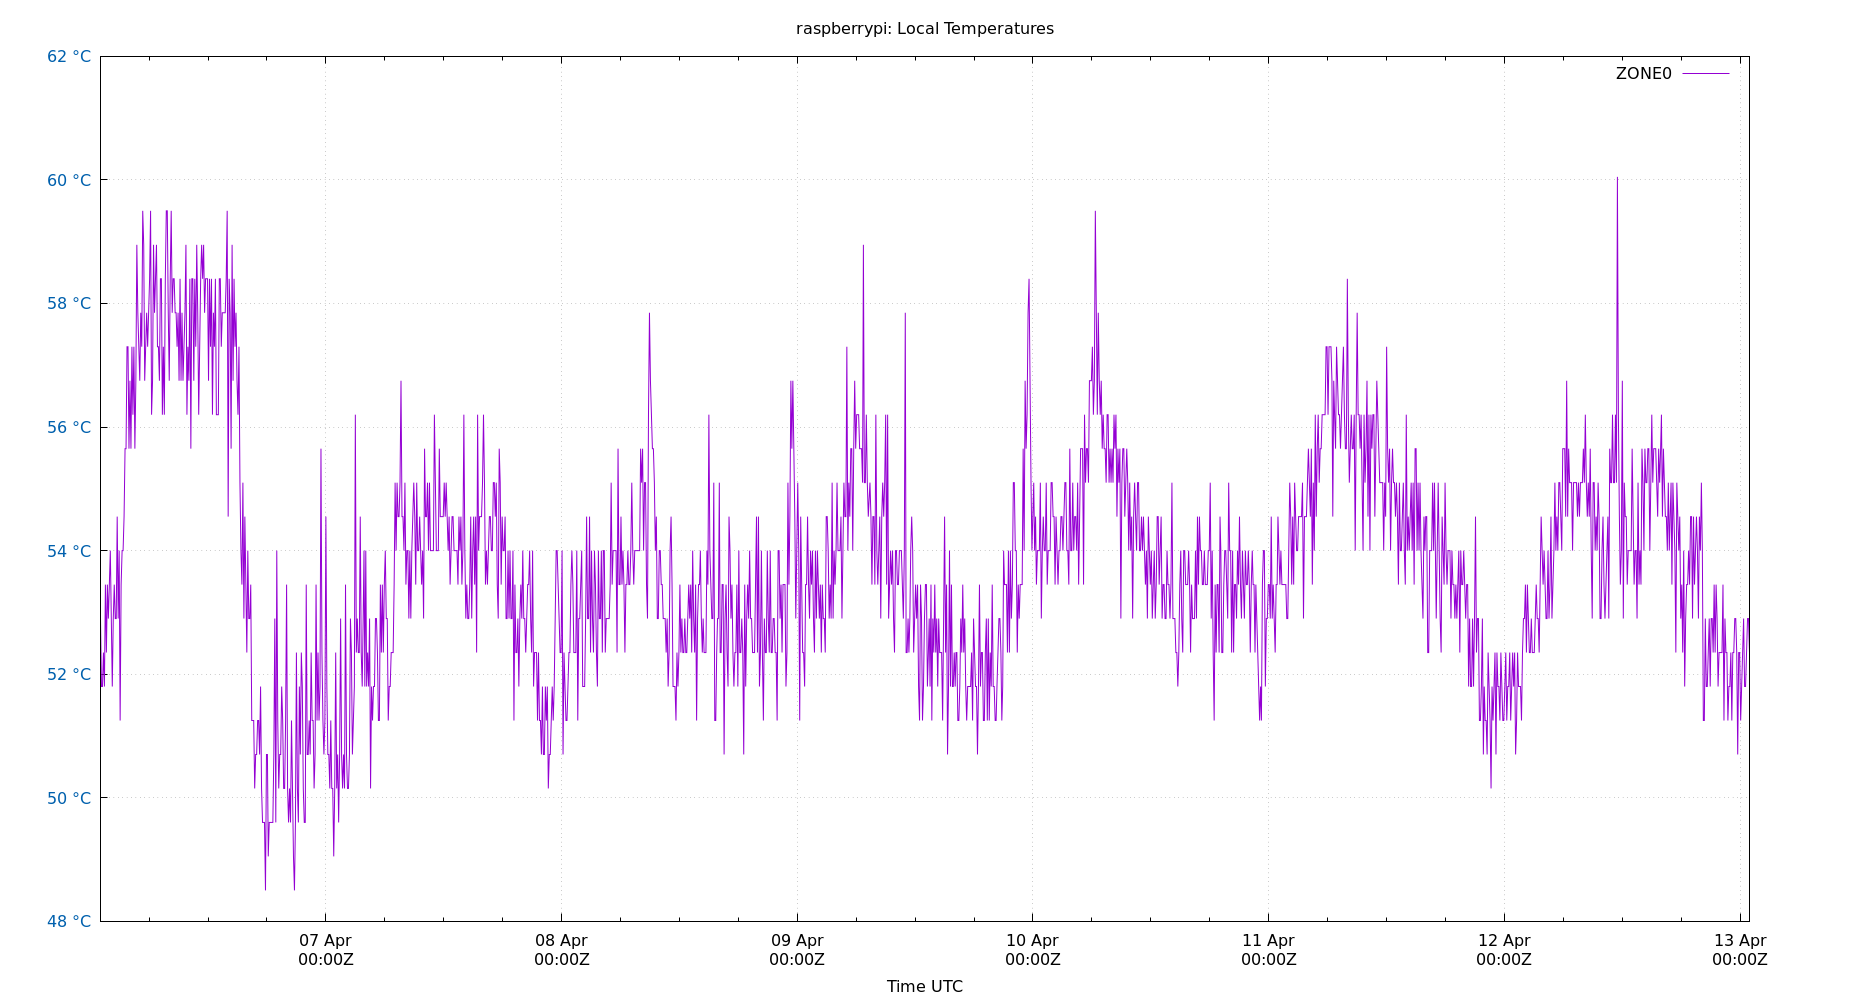 raspberrypi: Local Temperatures
62 °C
ZONE0
60 °C
58 °C
56 °C
54 °C
52 °C
50 °C
48 °C
07 Apr 08 Apr 09 Apr 10 Apr 11 Apr 12 Apr 13 Apr
00:00Z 00:00Z 00:00Z 00:00Z 00:00Z 00:00Z 00:00Z
Time UTC